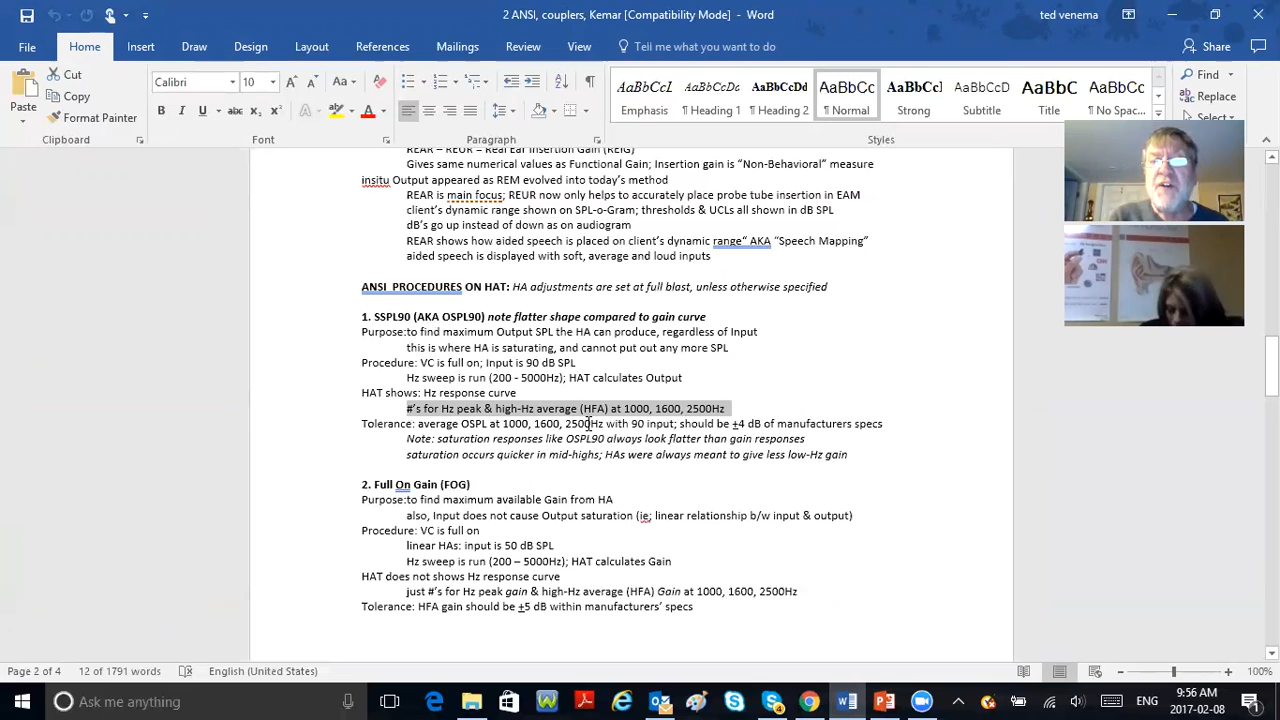 2 ANSI, couplers, Kemar [Compatibility Mode] - Word
ted venema
File Home Insert Draw Design Layout References Mailings Review View Tell me what you want to do
Share
Paste
Cut
Copy
Format Painter
Clipboard
Calibri 10
Font
Paragraph
AaBbCcL AaBbCcDc AaBbCcDd AaBbCc AaBbCcI AaBbCcDd AaBbCc AaBbCcI
Emphasis ¶ Heading 1 ¶ Heading 2 ¶ Normal Strong Subtitle Title ¶ No Spac...
Styles
Find
Replace
Select
REAR – REUR = Real Ear Insertion Gain (REIG)
Gives same numerical values as Functional Gain; Insertion gain is “Non-Behavioral” measure
insitu Output appeared as REM evolved into today’s method
REAR is main focus; REUR now only helps to accurately place probe tube insertion in EAM
client’s dynamic range shown on SPL-o-Gram; thresholds & UCLs all shown in dB SPL
dB’s go up instead of down as on audiogram
REAR shows how aided speech is placed on client’s dynamic range“ AKA “Speech Mapping”
aided speech is displayed with soft, average and loud inputs
ANSI PROCEDURES ON HAT: HA adjustments are set at full blast, unless otherwise specified
1. SSPL90 (AKA OSPL90) note flatter shape compared to gain curve
Purpose:to find maximum Output SPL the HA can produce, regardless of Input
this is where HA is saturating, and cannot put out any more SPL
Procedure: VC is full on; Input is 90 dB SPL
Hz sweep is run (200 - 5000Hz); HAT calculates Output
HAT shows: Hz response curve
#’s for Hz peak & high-Hz average (HFA) at 1000, 1600, 2500Hz
Tolerance: average OSPL at 1000, 1600, 2500Hz with 90 input; should be ±4 dB of manufacturers specs
Note: saturation responses like OSPL90 always look flatter than gain responses
saturation occurs quicker in mid-highs; HAs were always meant to give less low-Hz gain
2. Full On Gain (FOG)
Purpose:to find maximum available Gain from HA
also, Input does not cause Output saturation (ie; linear relationship b/w input & output)
Procedure: VC is full on
linear HAs: input is 50 dB SPL
Hz sweep is run (200 – 5000Hz); HAT calculates Gain
HAT does not shows Hz response curve
just #’s for Hz peak gain & high-Hz average (HFA) Gain at 1000, 1600, 2500Hz
Tolerance: HFA gain should be ±5 dB within manufacturers’ specs
Page 2 of 4 12 of 1791 words English (United States) 100%
Ask me anything
ENG
9:56 AM
2017-02-08